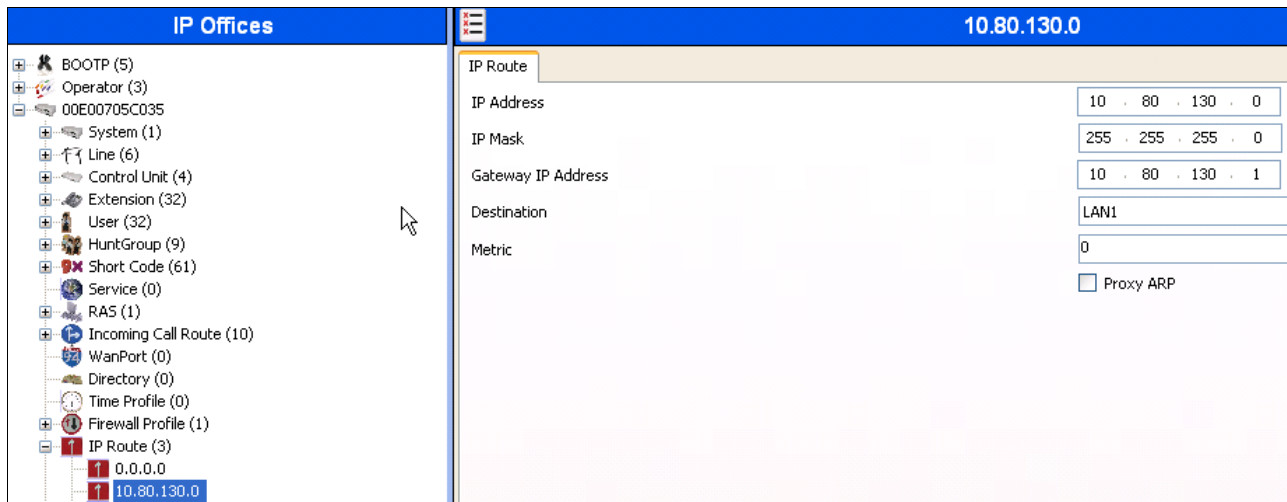 IP Offices
BOOTP (5)
Operator (3)
00E00705C035
System (1)
Line (6)
Control Unit (4)
Extension (32)
User (32)
HuntGroup (9)
Short Code (61)
Service (0)
RAS (1)
Incoming Call Route (10)
WanPort (0)
Directory (0)
Time Profile (0)
Firewall Profile (1)
IP Route (3)
0.0.0.0
10.80.130.0
10.80.130.0
IP Route
IP Address 10 . 80 . 130 . 0
IP Mask 255 . 255 . 255 . 0
Gateway IP Address 10 . 80 . 130 . 1
Destination LAN1
Metric 0
Proxy ARP